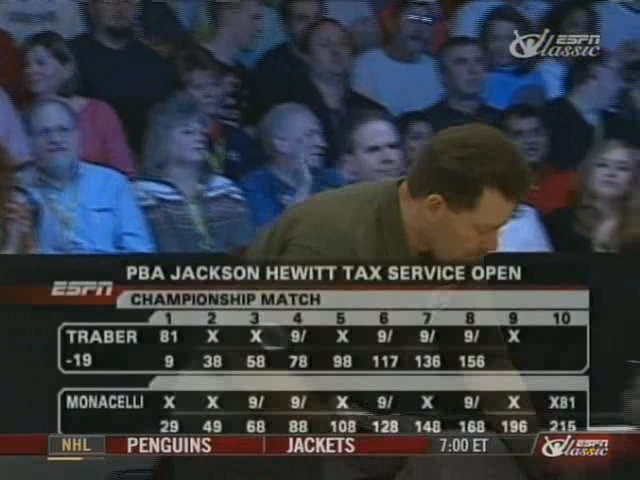 ESPN
Classic
PBA JACKSON HEWITT TAX SERVICE OPEN
ESPN
CHAMPIONSHIP MATCH
1 2 3 4 5 6 7 8 9 10
TRABER 81 X X 9/ X 9/ 9/ 9/ X
-19 9 38 58 78 98 117 136 156
MONACELLI X X 9/ 9/ X 9/ X 9/ X X81
29 49 68 88 108 128 148 168 196 215
NHL PENGUINS JACKETS 7:00 ET ESPN Classic